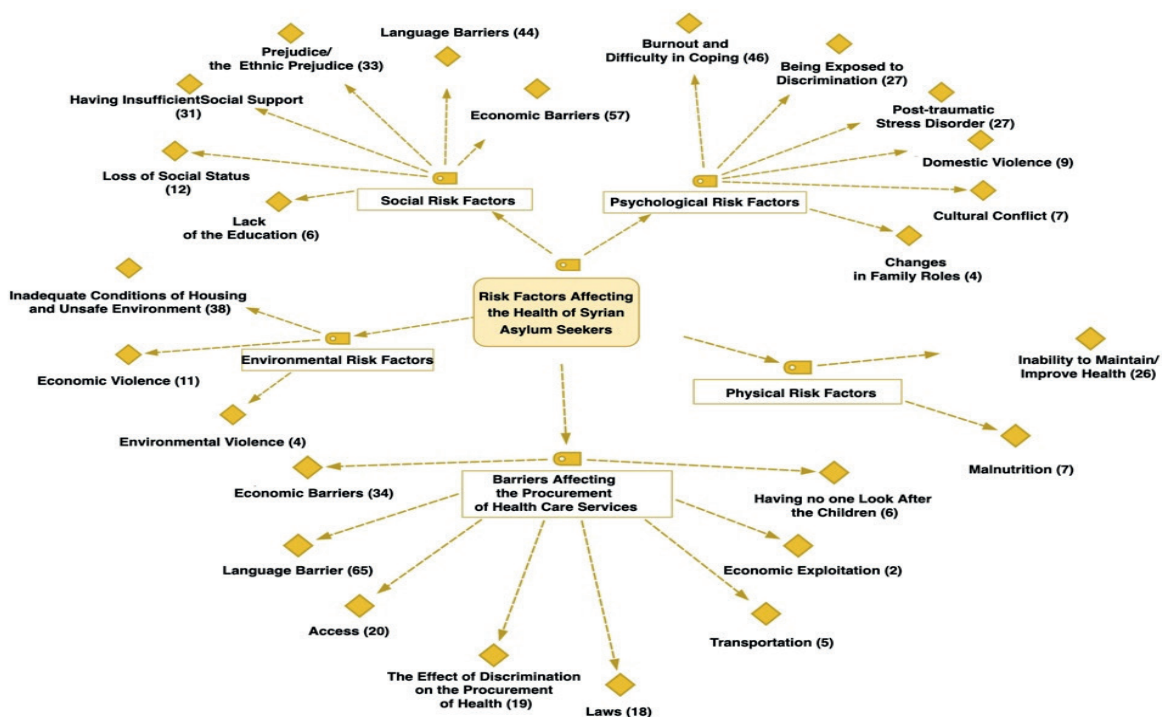 Language Barriers (44)
Prejudice/
the Ethnic Prejudice (33)
Having InsufficientSocial Support
(31)
Economic Barriers (57)
Loss of Social Status
(12)
Social Risk Factors
Lack
of the Education (6)
Burnout and
Difficulty in Coping (46)
Being Exposed to
Discrimination (27)
Post-traumatic
Stress Disorder (27)
Domestic Violence (9)
Psychological Risk Factors
Cultural Conflict (7)
Changes
in Family Roles (4)
Risk Factors Affecting
the Health of Syrian
Asylum Seekers
Inadequate Conditions of Housing
and Unsafe Environment (38)
Environmental Risk Factors
Economic Violence (11)
Environmental Violence (4)
Inability to Maintain/
Improve Health (26)
Physical Risk Factors
Malnutrition (7)
Barriers Affecting
the Procurement
of Health Care Services
Economic Barriers (34)
Having no one Look After
the Children (6)
Language Barrier (65)
Economic Exploitation (2)
Access (20)
Transportation (5)
The Effect of Discrimination
on the Procurement
of Health (19)
Laws (18)